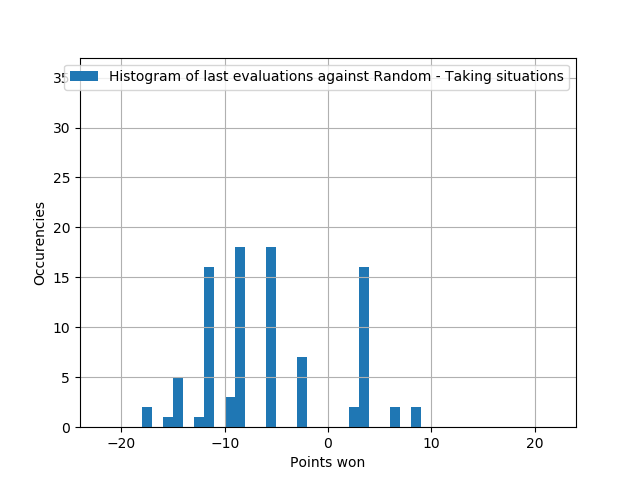 Histogram of last evaluations against Random - Taking situations
35
30
25
20
15
10
5
0
Occurencies
−20 −10 0 10 20
Points won